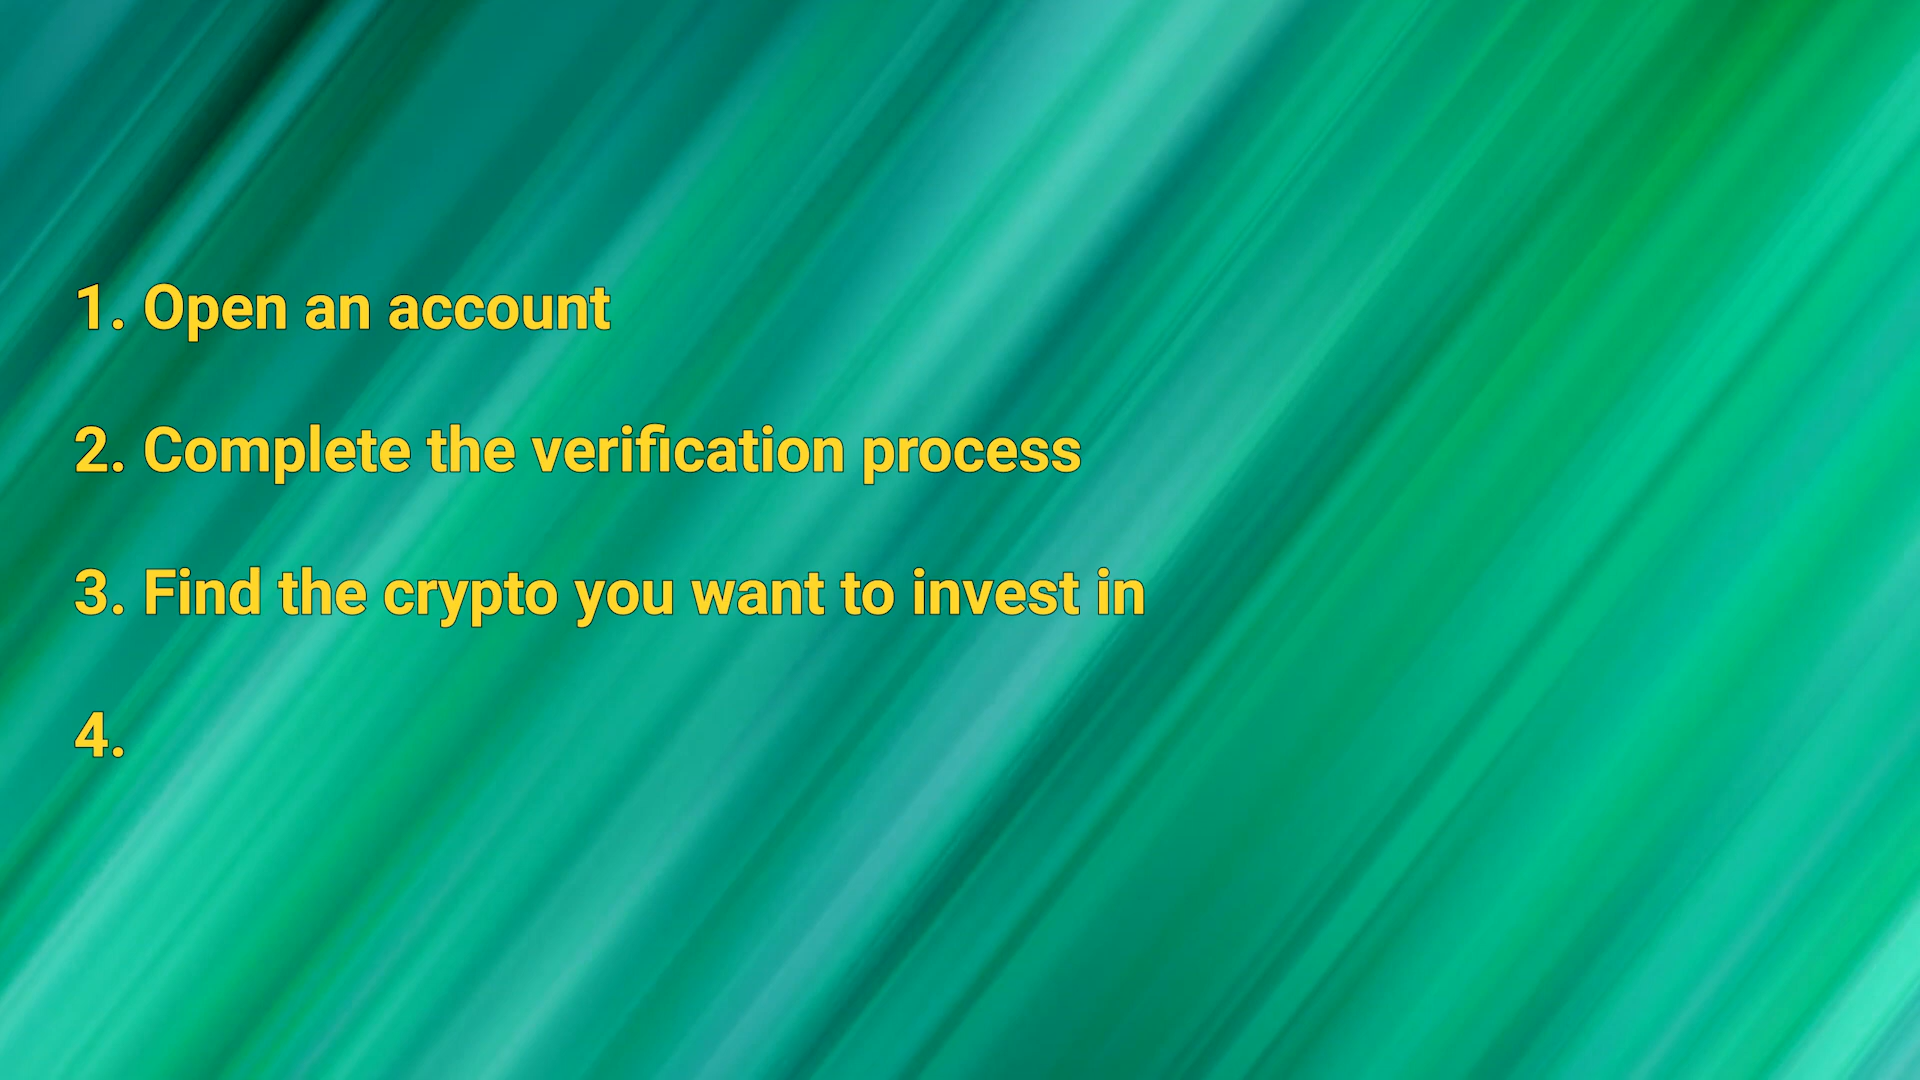 1. Open an account
2. Complete the verification process
3. Find the crypto you want to invest in
4.